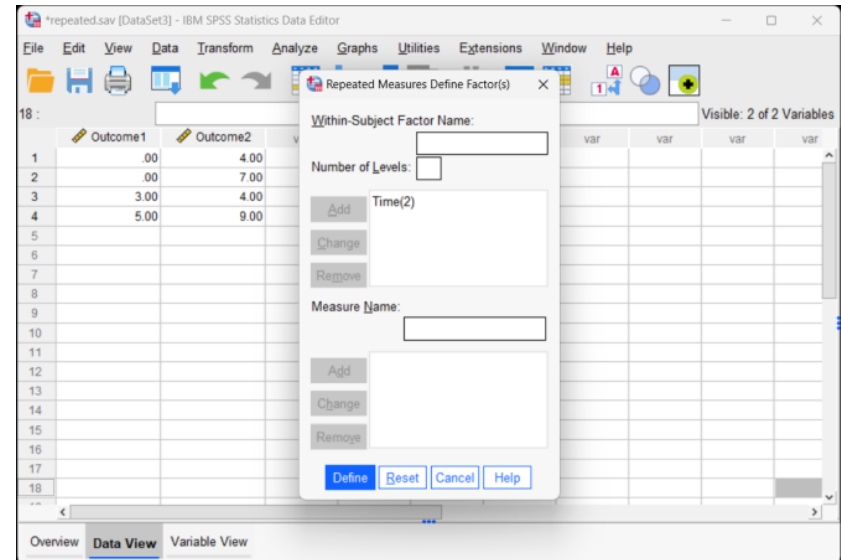 *repeated.sav [DataSet3] - IBM SPSS Statistics Data Editor
File Edit View Data Transform Analyze Graphs Utilities Extensions Window Help
18 :
Visible: 2 of 2 Variables
Outcome1 Outcome2 var var var var
1 .00 4.00
2 .00 7.00
3 3.00 4.00
4 5.00 9.00
5
6
7
8
9
10
11
12
13
14
15
16
17
18
Repeated Measures Define Factor(s)
Within-Subject Factor Name:
Number of Levels:
Add
Time(2)
Change
Remove
Measure Name:
Add
Change
Remove
Define Reset Cancel Help
Overview Data View Variable View